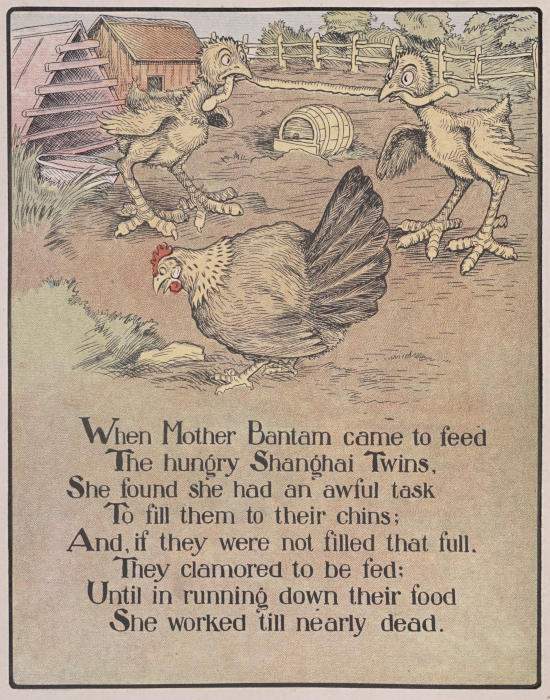 When Mother Bantam came to feed
The hungry Shanghai Twins,
She found she had an awful task
To fill them to their chins;
And, if they were not filled that full.
They clamored to be fed;
Until in running down their food
She worked till nearly dead.